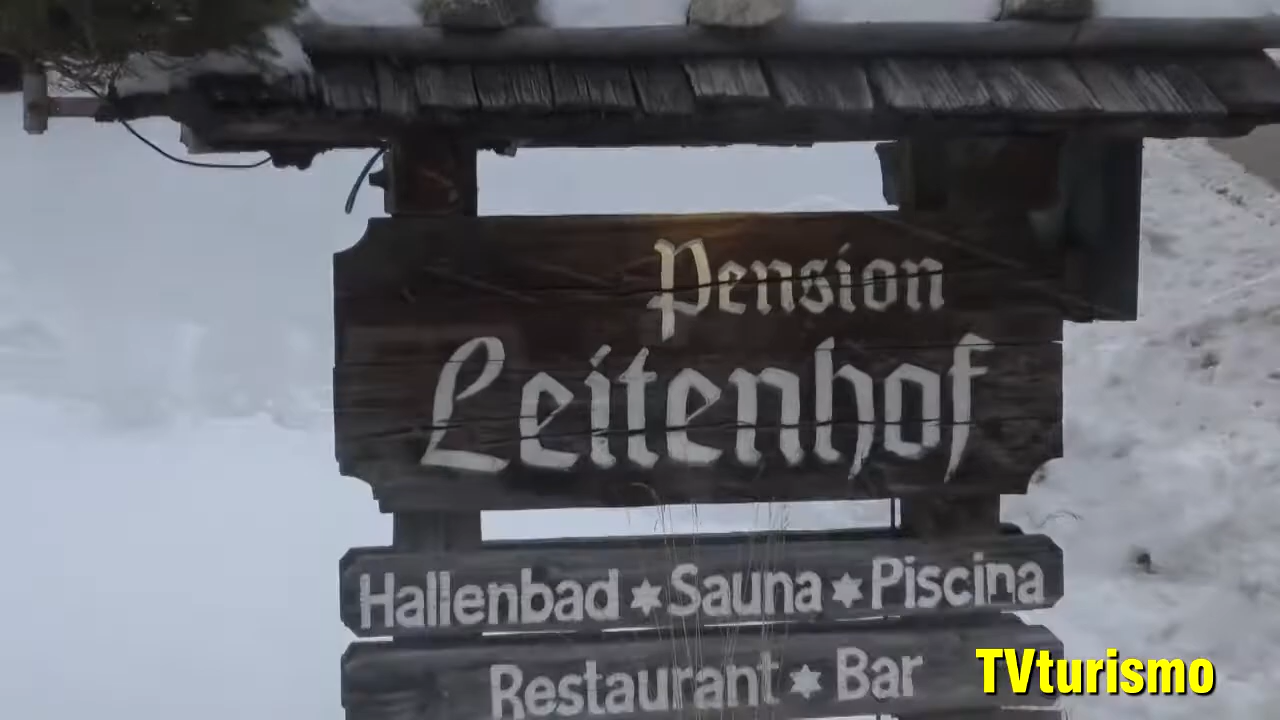 Pension
Leitenhof
Hallenbad ✶ Sauna ✶ Piscina
Restaurant ✶ Bar
TVturismo